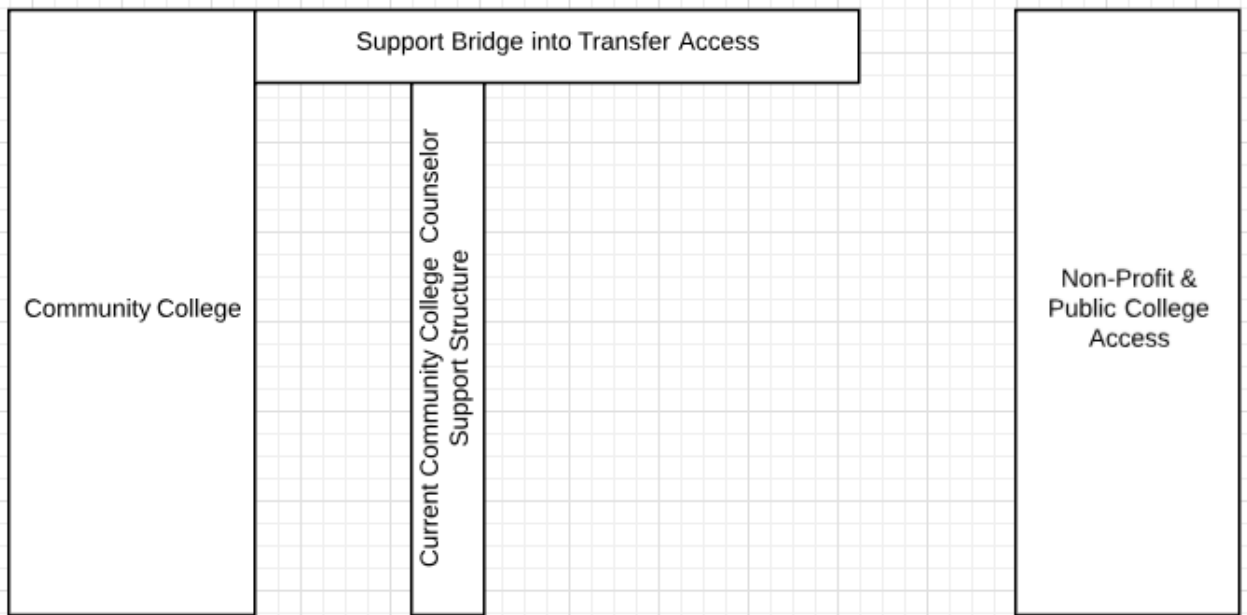 Support Bridge into Transfer Access
Community College
Current Community College Counselor
Support Structure
Non-Profit &
Public College
Access